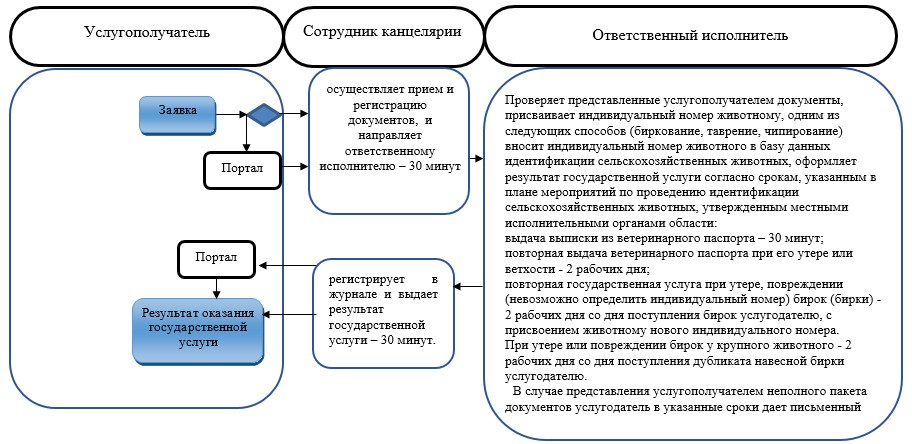 Услугополучатель
Сотрудник канцелярии
Ответственный исполнитель
Заявка
Портал
осуществляет прием и
регистрацию
документов, и
направляет
ответственному
исполнителю – 30 минут
Проверяет представленные услугополучателем документы,
присваивает индивидуальный номер животному, одним из
следующих способов (биркование, таврение, чипирование)
вносит индивидуальный номер животного в базу данных
идентификации сельскохозяйственных животных, оформляет
результат государственной услуги согласно срокам, указанным в
плане мероприятий по проведению идентификации
сельскохозяйственных животных, утвержденным местными
исполнительными органами области:
выдача выписки из ветеринарного паспорта – 30 минут;
повторная выдача ветеринарного паспорта при его утере или
ветхости - 2 рабочих дня;
повторная государственная услуга при утере, повреждении
(невозможно определить индивидуальный номер) бирок (бирки) -
2 рабочих дня со дня поступления бирок услугодателю, с
присвоением животному нового индивидуального номера.
При утере или повреждении бирок у крупного животного - 2
рабочих дня со дня поступления дубликата навесной бирки
услугодателю.
В случае представления услугополучателем неполного пакета
документов услугодатель в указанные сроки дает письменный
Портал
Результат оказания
государственной
услуги
регистрирует в
журнале и выдает
результат
государственной
услуги – 30 минут.